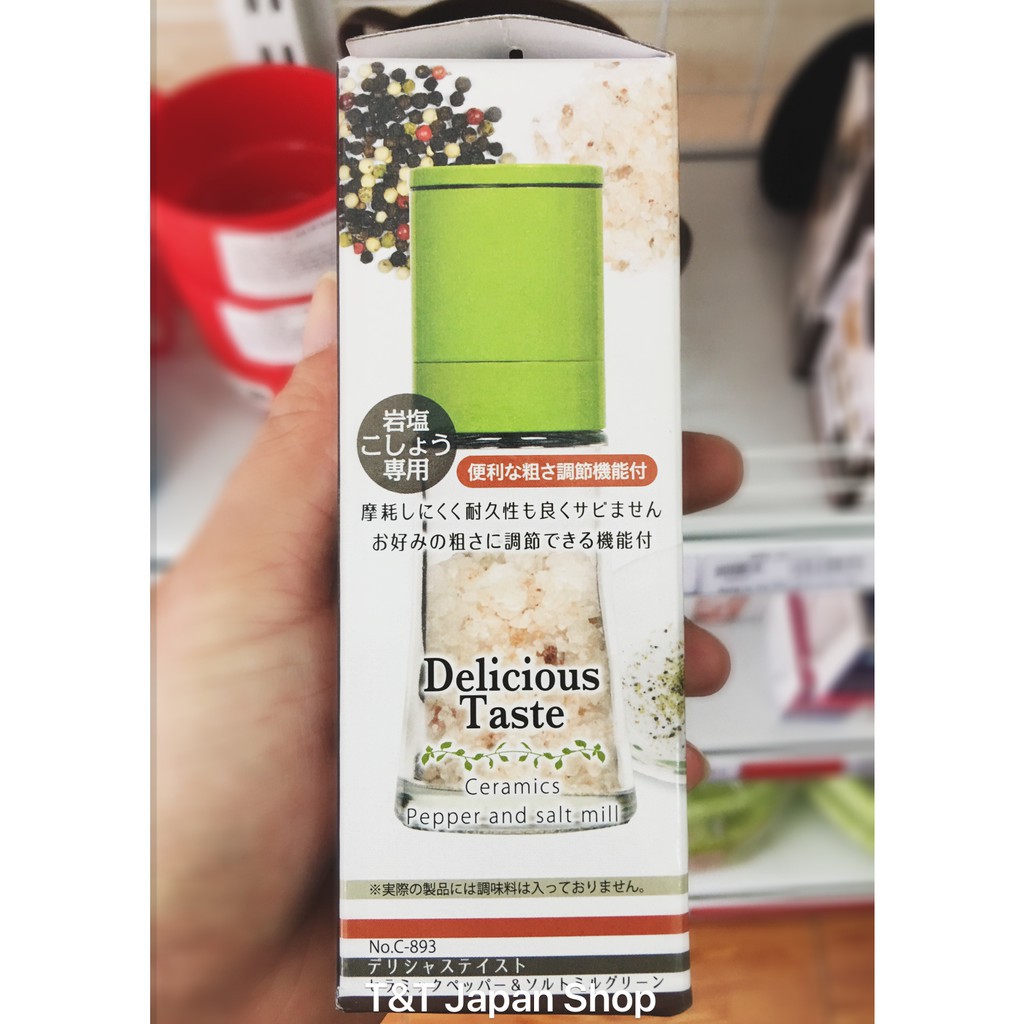 岩塩
こしょう
専用
便利な粗さ調節機能付
摩耗しにくく耐久性も良くサビません
お好みの粗さに調節できる機能付
Delicious
Taste
Ceramics
Pepper and salt mill
※実際の製品には調味料は入っておりません。
No.C-893
デリシャステイスト
セラミックペッパー&ソルトミルグリーン
T&T Japan Shop